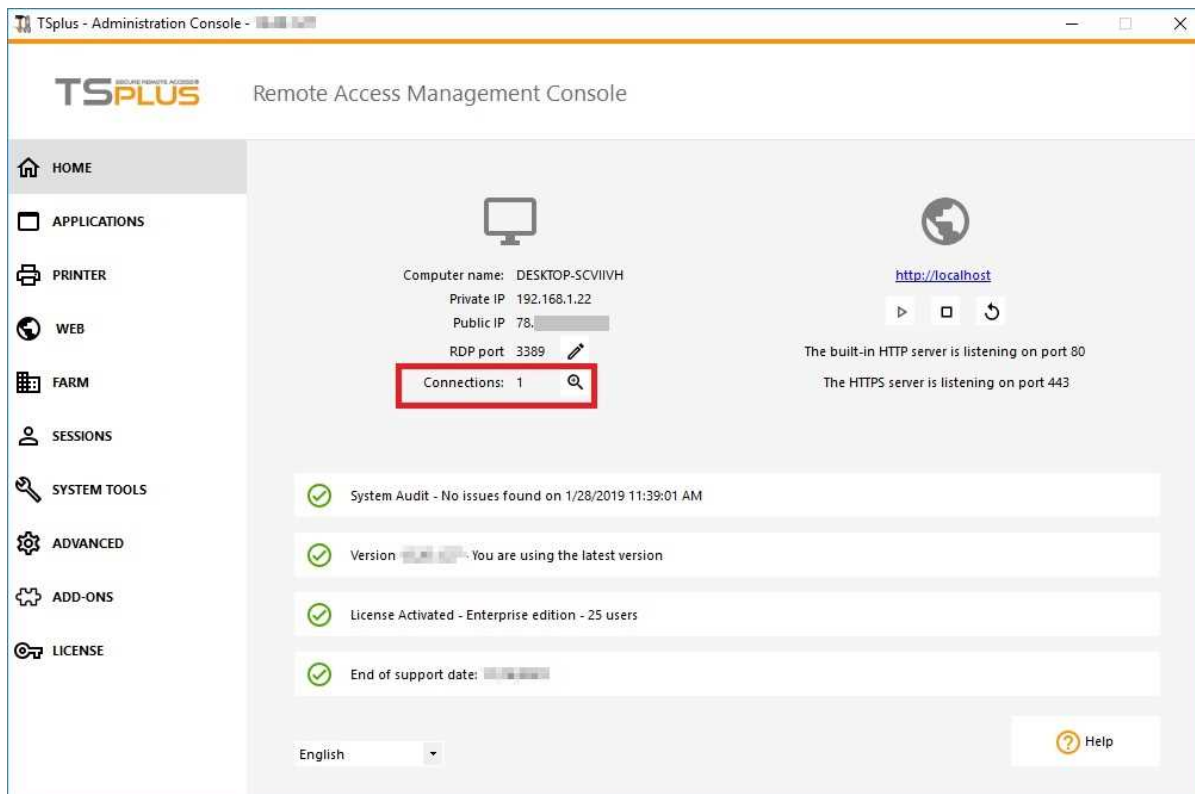 TSplus - Administration Console -
TSPLUS SECURE REMOTE ACCESS
Remote Access Management Console
HOME
APPLICATIONS
PRINTER
WEB
FARM
SESSIONS
SYSTEM TOOLS
ADVANCED
ADD-ONS
LICENSE
Computer name: DESKTOP-SCVIIVH
Private IP 192.168.1.22
Public IP 78.
RDP port 3389
Connections: 1
http://localhost
The built-in HTTP server is listening on port 80
The HTTPS server is listening on port 443
System Audit - No issues found on 1/28/2019 11:39:01 AM
Version - You are using the latest version
License Activated - Enterprise edition - 25 users
End of support date:
English
Help